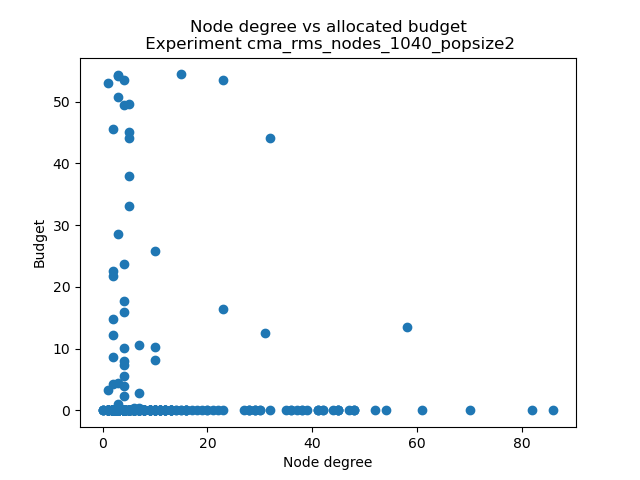 Node degree vs allocated budget
Experiment cma_rms_nodes_1040_popsize2
50
40
30
20
10
0
Budget
0 20 40 60 80
Node degree